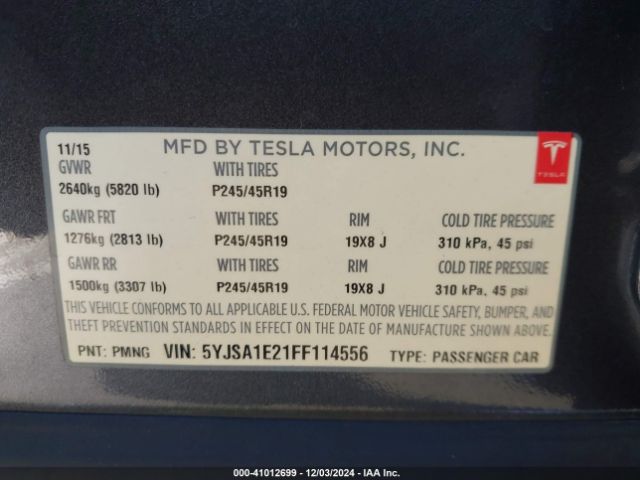 11/15 MFD BY TESLA MOTORS, INC.
TESLA
GVWR WITH TIRES
2640kg (5820 lb) P245/45R19
GAWR FRT WITH TIRES RIM COLD TIRE PRESSURE
1276kg (2813 lb) P245/45R19 19X8 J 310 kPa, 45 psi
GAWR RR WITH TIRES RIM COLD TIRE PRESSURE
1500kg (3307 lb) P245/45R19 19X8 J 310 kPa, 45 psi
THIS VEHICLE CONFORMS TO ALL APPLICABLE U.S. FEDERAL MOTOR VEHICLE SAFETY, BUMPER, AND
THEFT PREVENTION STANDARDS IN EFFECT ON THE DATE OF MANUFACTURE SHOWN ABOVE.
PNT: PMNG VIN: 5YJSA1E21FF114556 TYPE: PASSENGER CAR
©COPART - 41012699 - 12/03/2024 - IAA Inc.